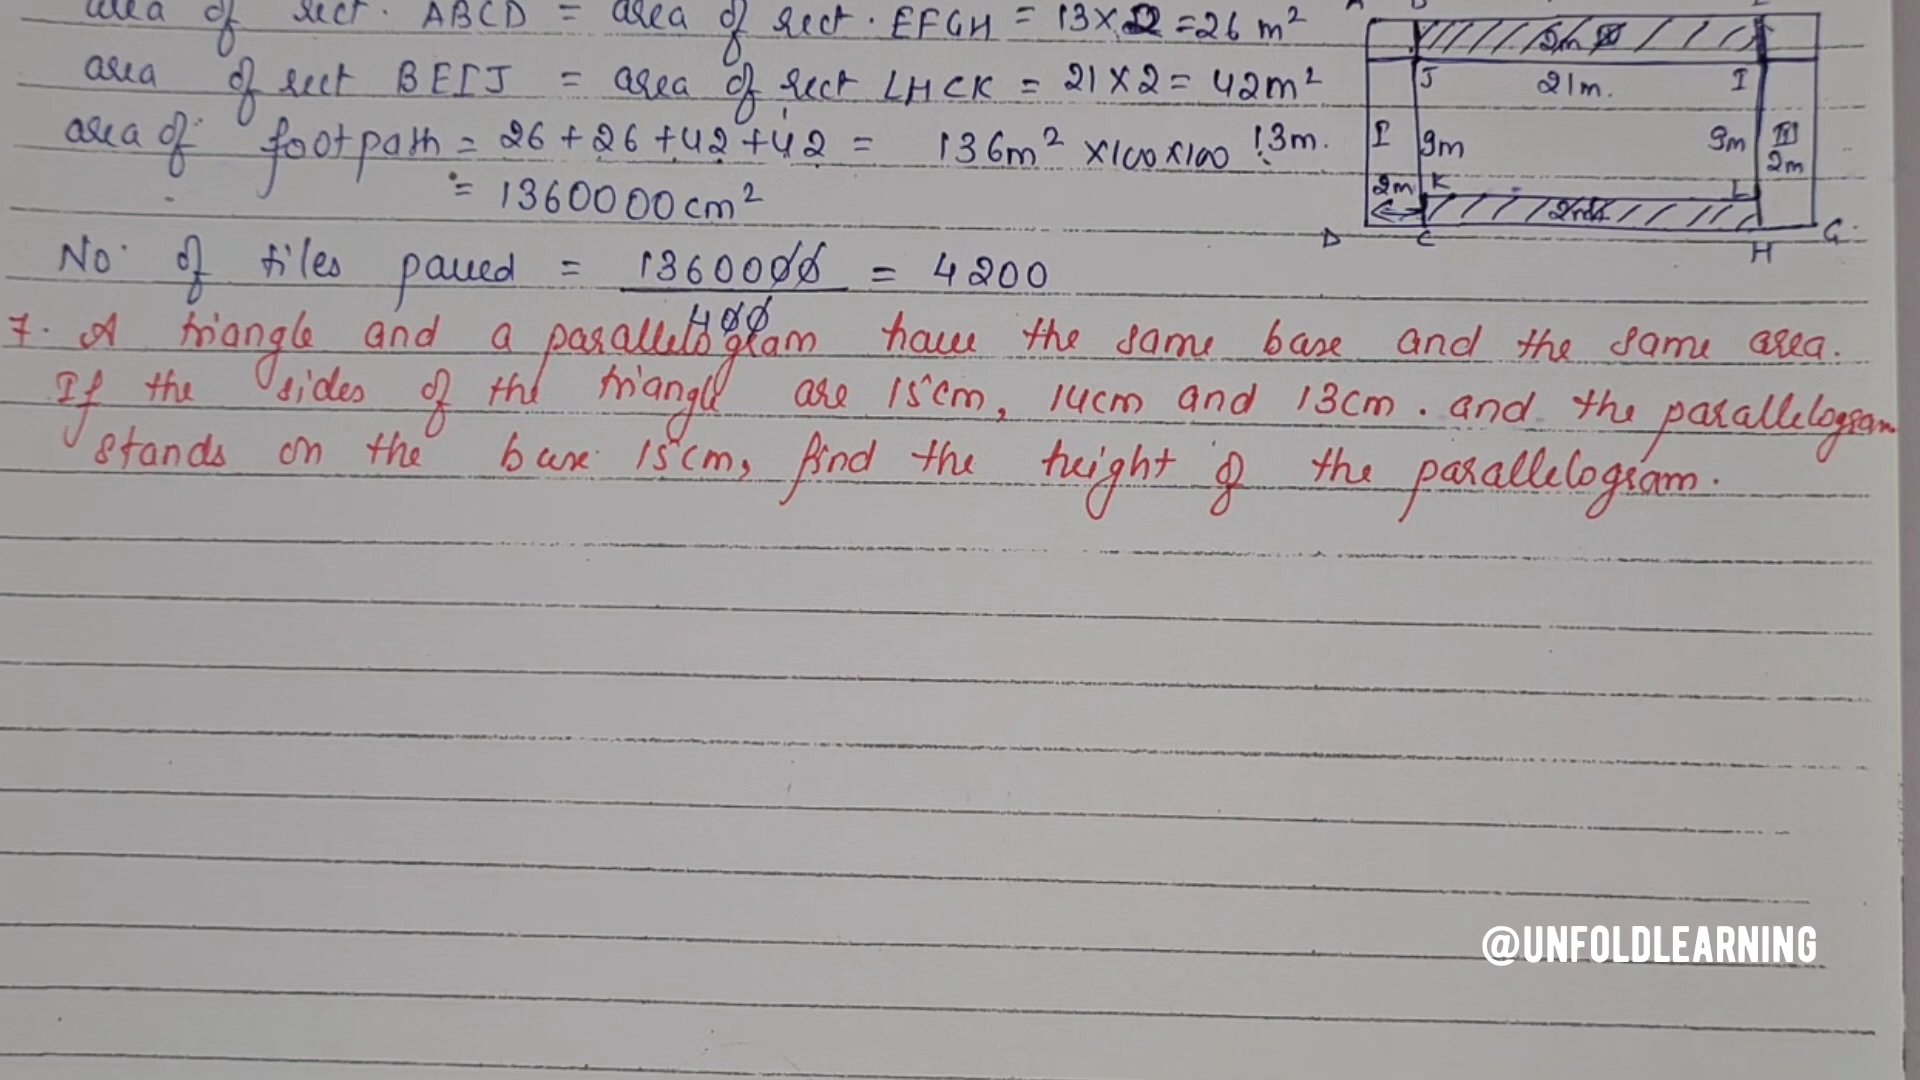 area of rect. ABCD = area of rect. EFGH = 13×2 =26 m²
area of rect BEIJ = area of rect LHCK = 21×2 = 42m²
area of footpath = 26+26+42+42 = 136m² ×100×100
= 1360000cm²
No. of tiles paved = 1360000/400 = 4200
2m
J 21m. I
13m. I 9m 9m III 2m
2m K L
D C H G
7. A triangle and a parallelogram have the same base and the same area.
If the sides of the triangle are 15cm, 14cm and 13cm. and the parallelogram
stands on the base 15cm, find the height of the parallelogram.
@UNFOLDLEARNING